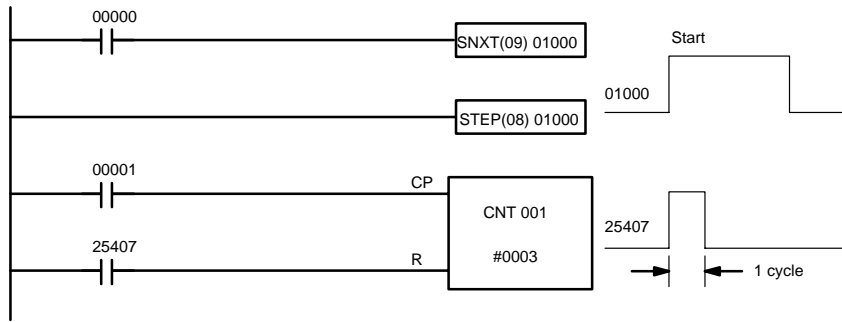 00000
SNXT(09) 01000
Start
01000
STEP(08) 01000
00001
CP
CNT 001
#0003
25407
25407
R
1 cycle